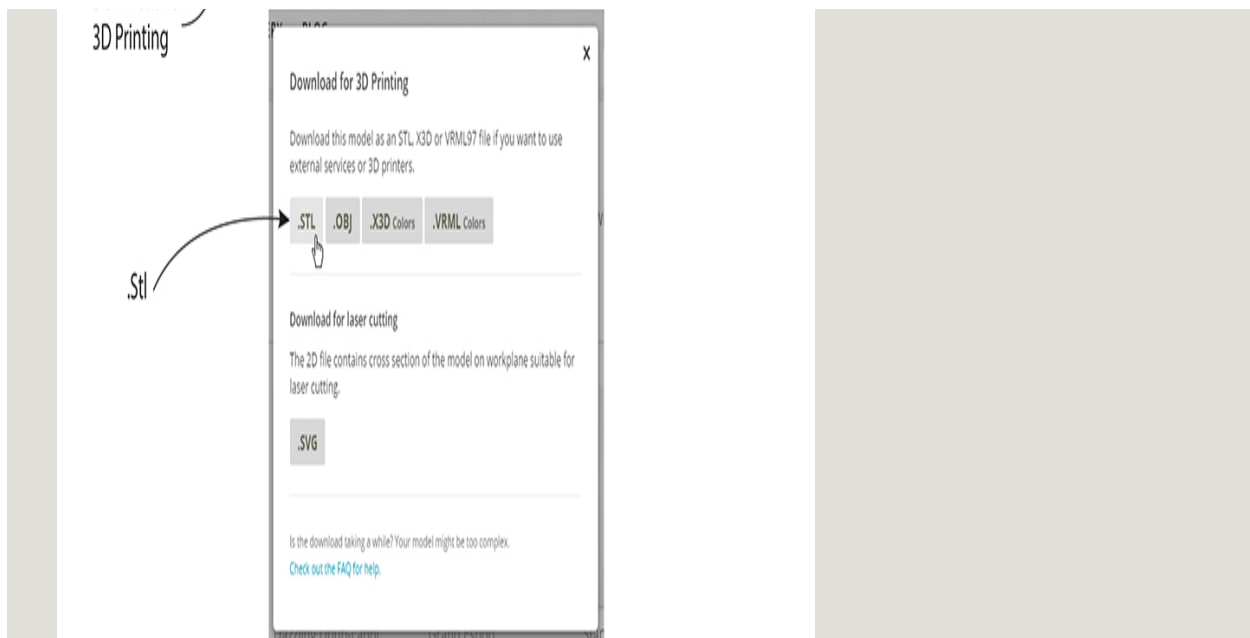 3D Printing
BLOG
X
Download for 3D Printing
Download this model as an STL, X3D or VRML97 file if you want to use
external services or 3D printers.
.STL .OBJ .X3D Colors .VRML Colors
.Stl
Download for laser cutting
The 2D file contains cross section of the model on workplane suitable for
laser cutting.
.SVG
Is the download taking a while? Your model might be too complex.
Check out the FAQ for help.